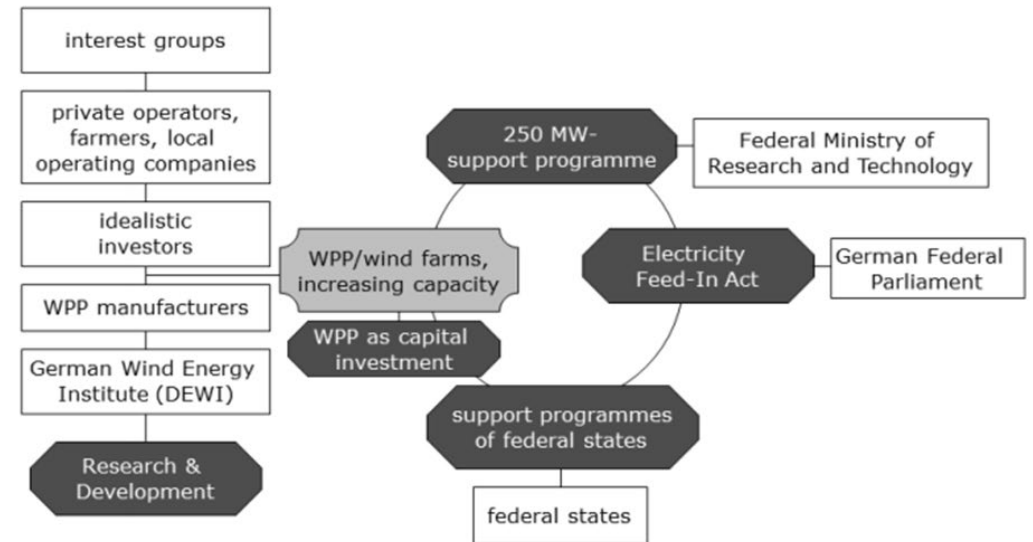 interest groups
private operators,
farmers, local
operating companies
idealistic
investors
WPP manufacturers
German Wind Energy
Institute (DEWI)
Research &
Development
WPP/wind farms,
increasing capacity
WPP as capital
investment
250 MW-
support programme
Federal Ministry of
Research and Technology
Electricity
Feed-In Act
German Federal
Parliament
support programmes
of federal states
federal states